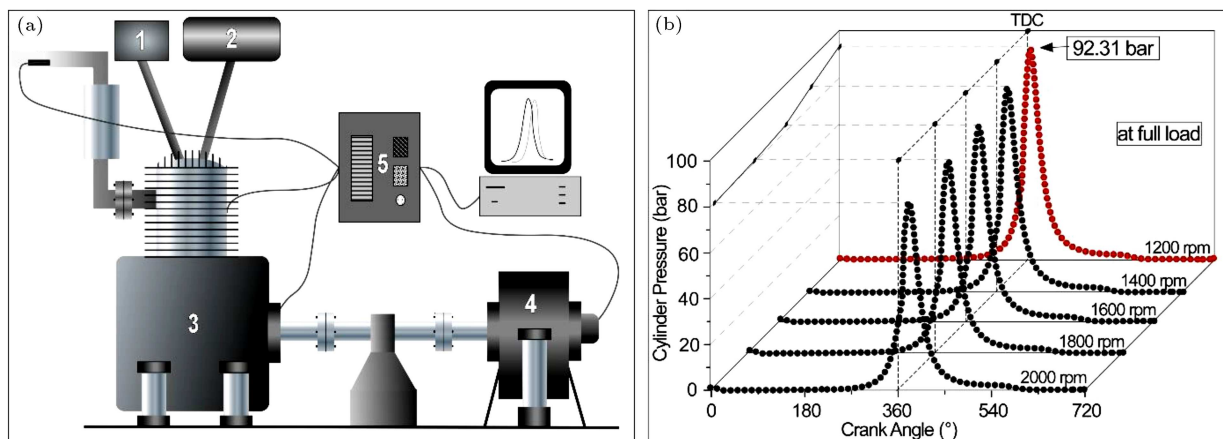 (a)
1
2
3
4
5
(b)
TDC
92.31 bar
at full load
Cylinder Pressure (bar)
100
80
60
40
20
0
1200 rpm
1400 rpm
1600 rpm
1800 rpm
2000 rpm
0 180 360 540 720
Crank Angle (°)